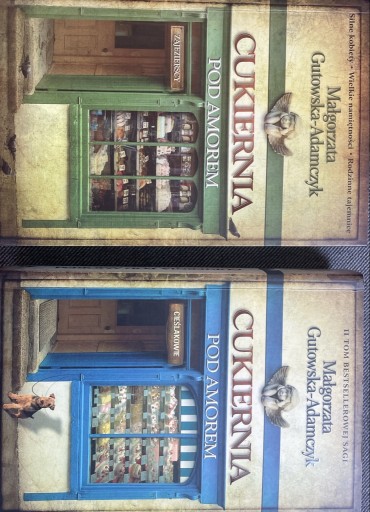 Silne kobiety • Wielkie namiętności • Rodzinne tajemnice
Małgorzata
Gutowska-Adamczyk
CUKIERNIA
POD AMOREM
ZAJEZIERSCY
II TOM BESTSELLEROWEJ SAGI
Małgorzata
Gutowska-Adamczyk
CUKIERNIA
POD AMOREM
CIEŚLAKOWIE